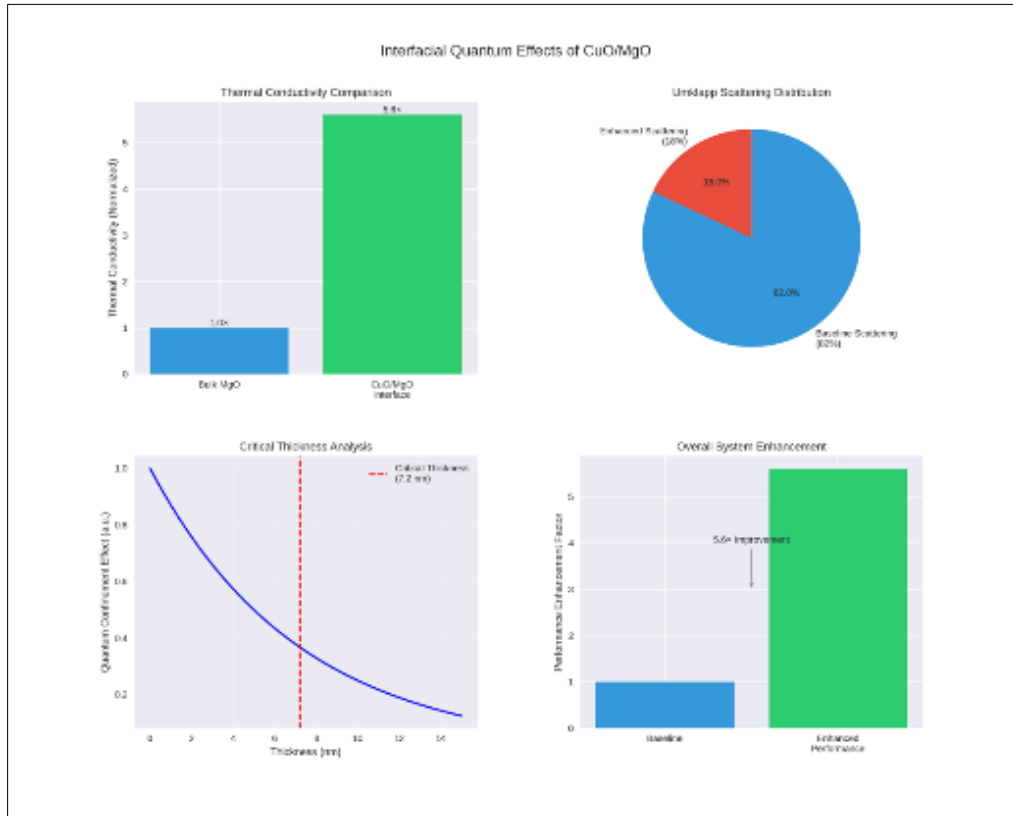 Interfacial Quantum Effects of CuO/MgO
Thermal Conductivity Comparison
5.6×
Thermal Conductivity (Normalized)
5
4
3
2
1
0
1.0×
Bulk MgO
CuO/MgO
Interface
Umklapp Scattering Distribution
Enhanced Scattering
(18%)
18.0%
82.0%
Baseline Scattering
(82%)
Critical Thickness Analysis
Critical Thickness
(7.2 nm)
Quantum Confinement Effect (a.u.)
1.0
0.8
0.6
0.4
0.2
0
2
4
6
8
10
12
14
Thickness (nm)
Overall System Enhancement
Performance Enhancement Factor
5
4
3
2
1
0
5.6× Improvement
Baseline
Enhanced
Performance